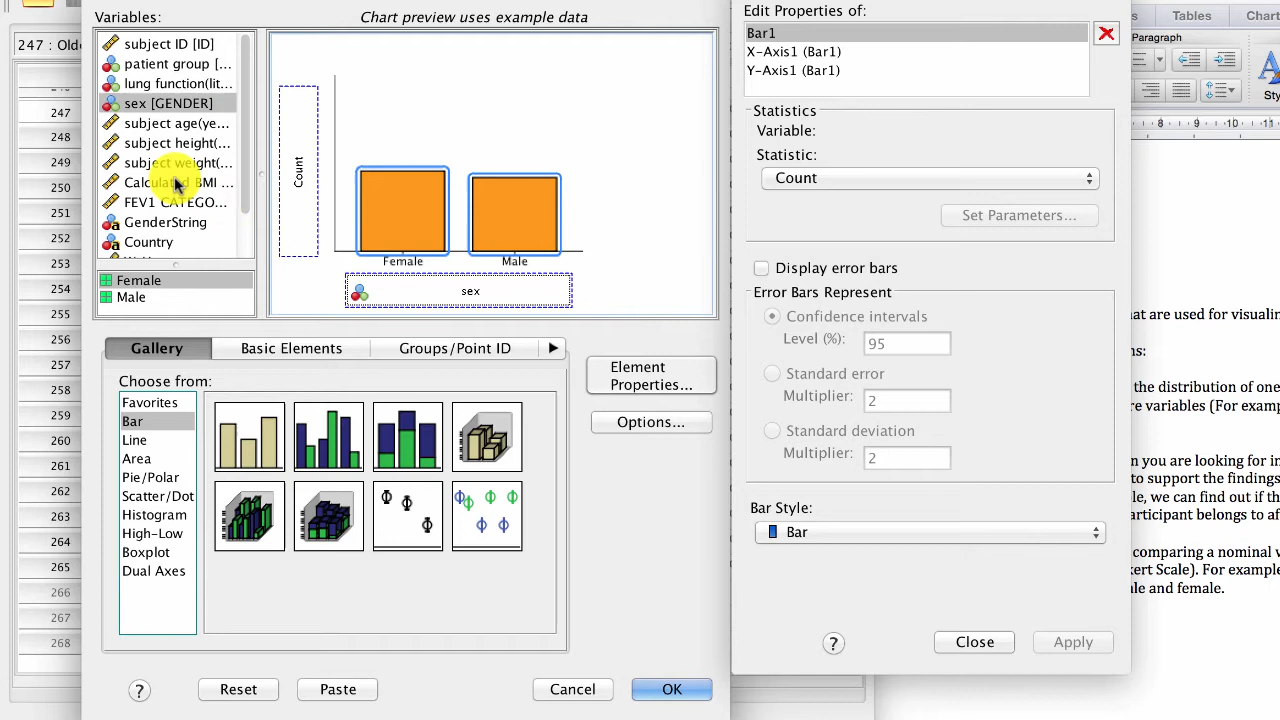 Variables:
Chart preview uses example data
subject ID [ID]
patient group [...
lung function(lit...
sex [GENDER]
subject age(ye...
subject height(...
subject weight(...
Calculated BMI ...
FEV1 CATEGO...
GenderString
Country
Female
Male
Count
Female
Male
sex
Gallery
Basic Elements
Groups/Point ID
Choose from:
Favorites
Bar
Line
Area
Pie/Polar
Scatter/Dot
Histogram
High-Low
Boxplot
Dual Axes
Element
Properties...
Options...
?
Reset
Paste
Cancel
OK
Edit Properties of:
Bar1
X-Axis1 (Bar1)
Y-Axis1 (Bar1)
Statistics
Variable:
Statistic:
Count
Set Parameters...
Display error bars
Error Bars Represent
Confidence intervals
Level (%):
95
Standard error
Multiplier:
2
Standard deviation
Multiplier:
2
Bar Style:
Bar
?
Close
Apply
247 : Olde
247
248
249
250
251
252
253
254
255
256
257
258
259
260
261
262
263
264
265
266
267
268
Tables
Chart
Paragraph
Sty
8
9
10
11
hat are used for visualin
ns:
the distribution of one
re variables (For examp
n you are looking for in
to support the findings
le, we can find out if th
articipant belongs to af
comparing a nominal v
kert Scale). For example
ale and female.